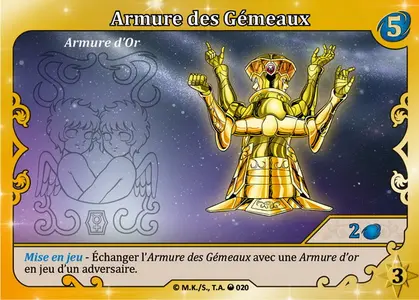 Armure des Gémeaux
5
Armure d'Or
2
Mise en jeu - Échanger l'Armure des Gémeaux avec une Armure d'or
en jeu d'un adversaire.
3
© M.K./S., T.A. 020